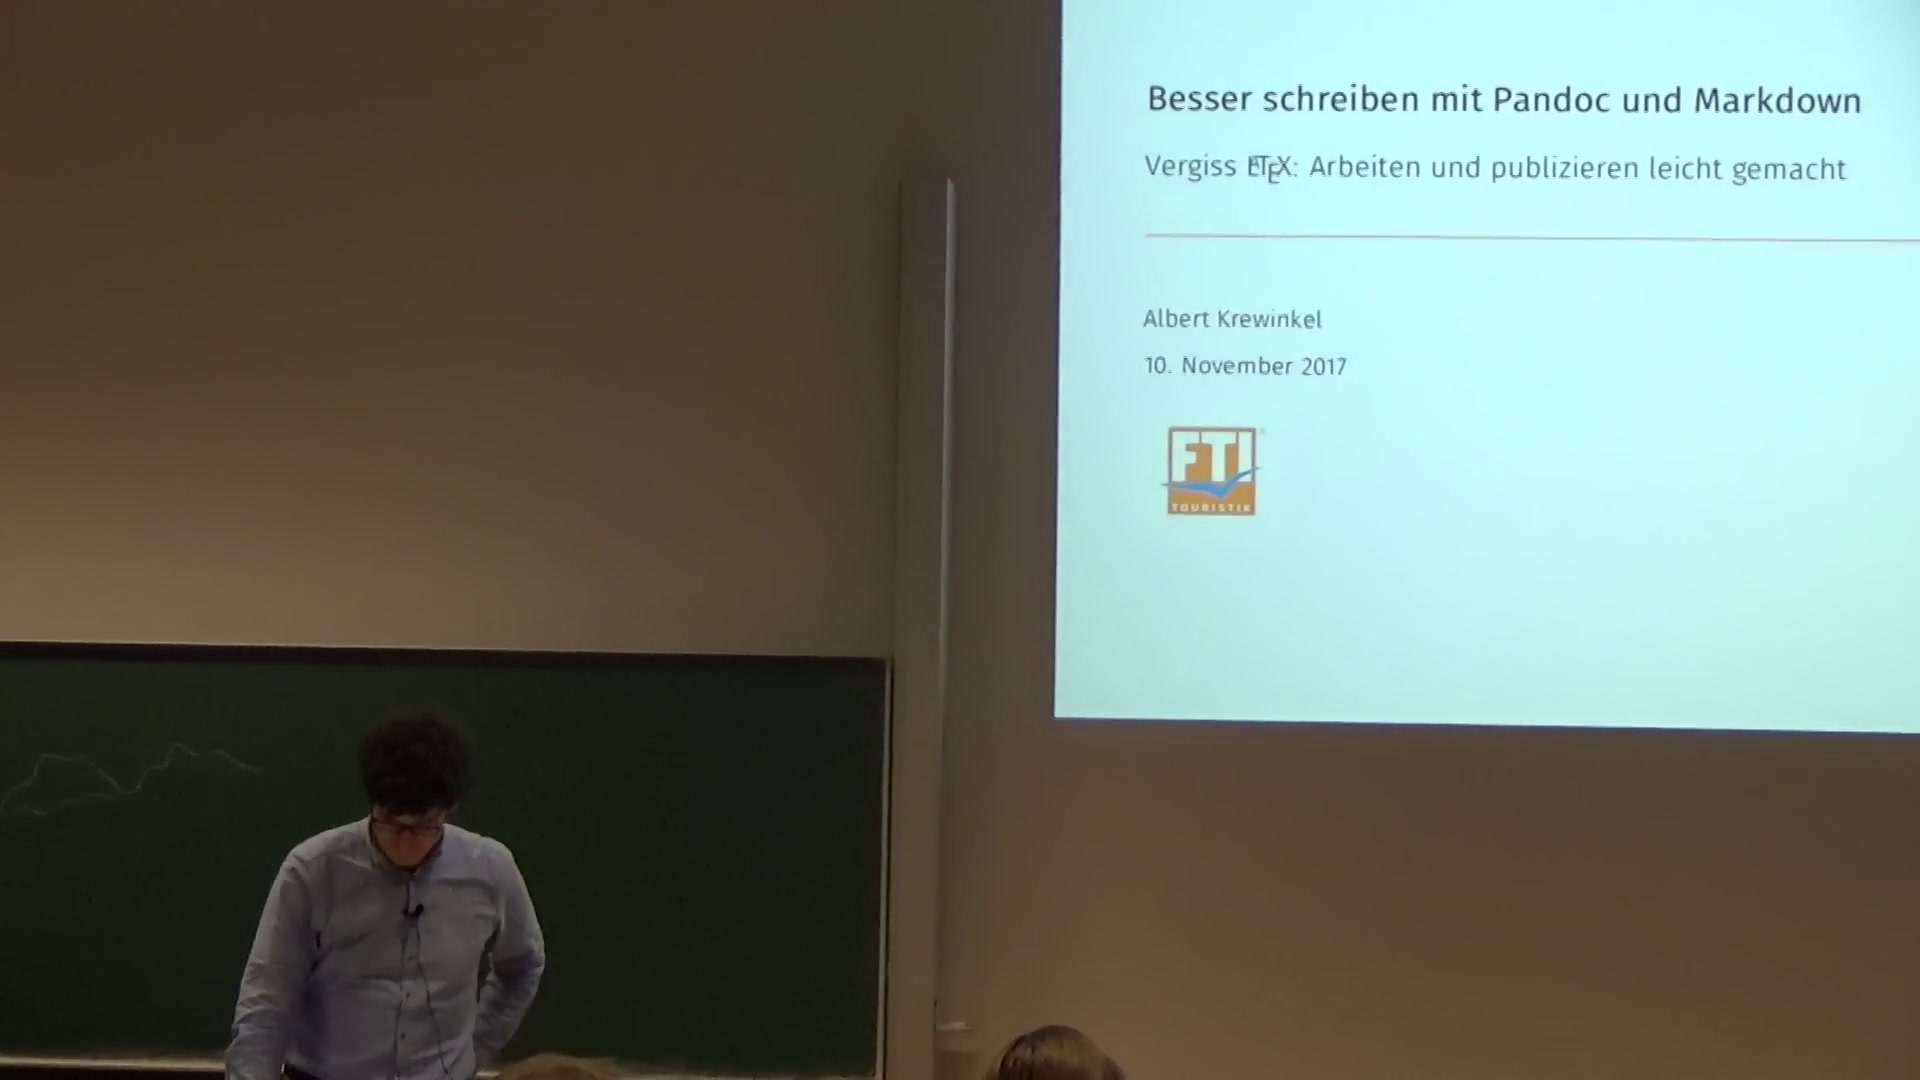 Besser schreiben mit Pandoc und Markdown
Vergiss LATEX: Arbeiten und publizieren leicht gemacht
Albert Krewinkel
10. November 2017
FTI
TOURISTIK